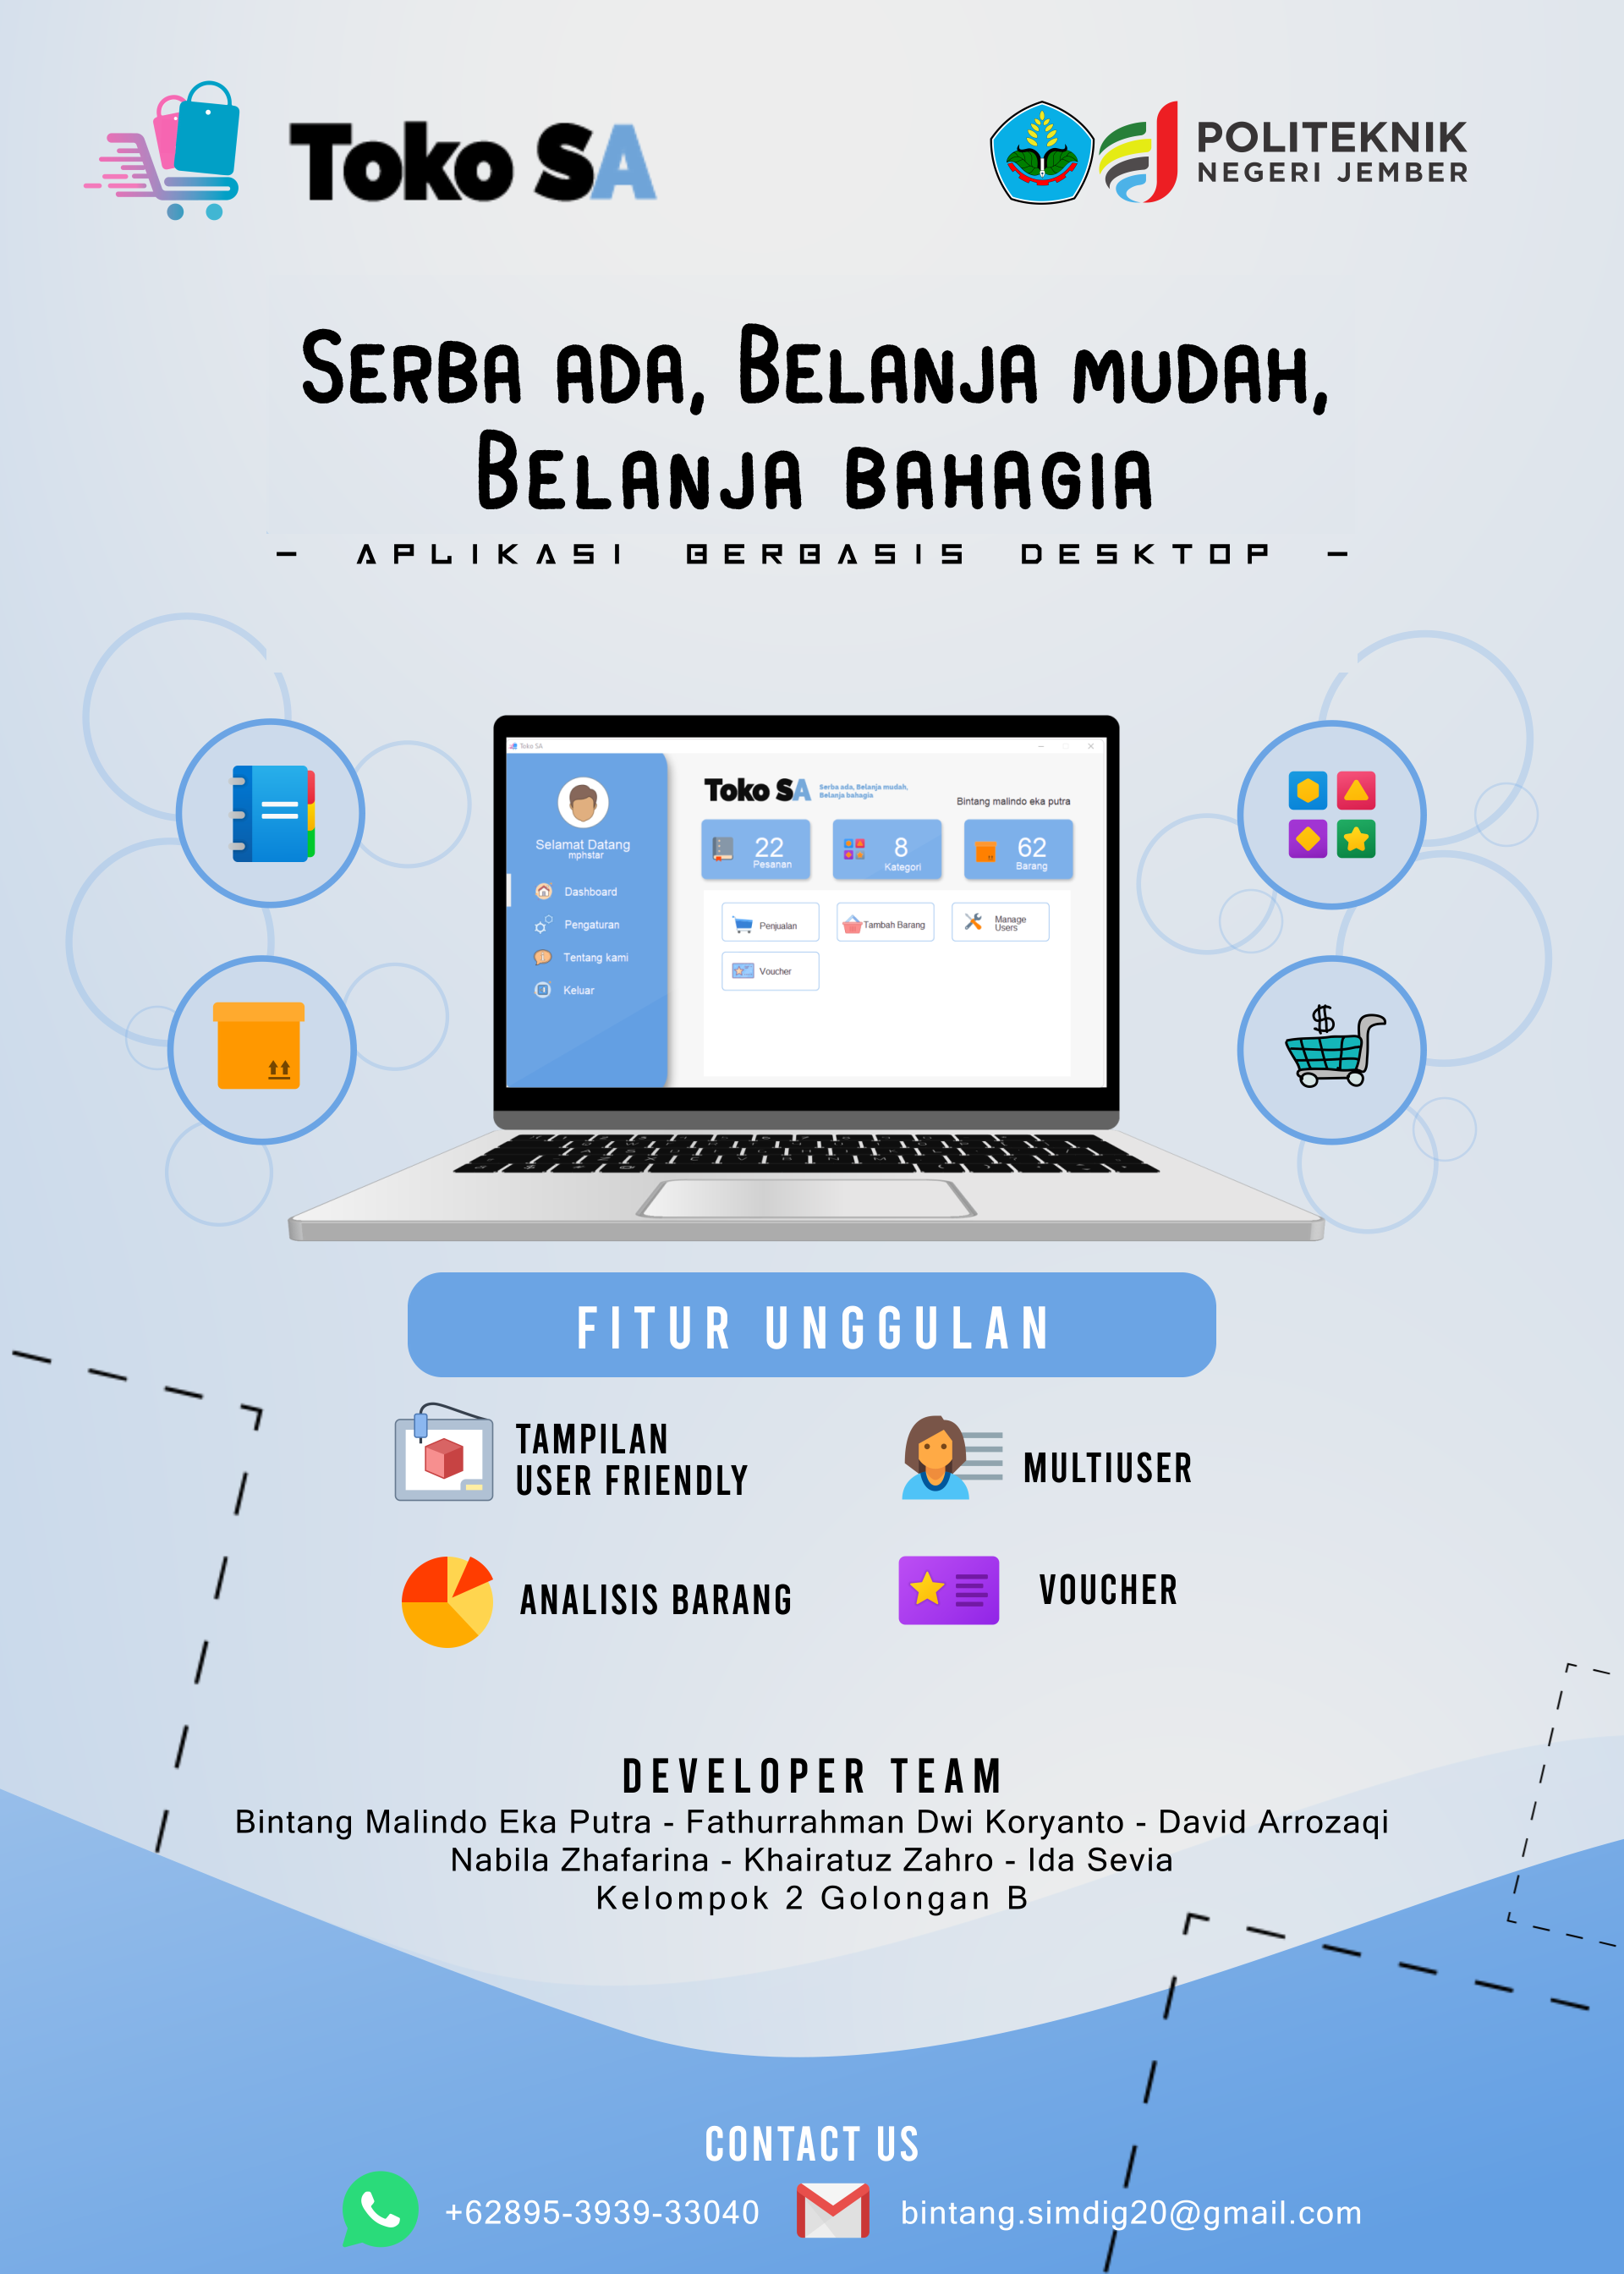 Toko SA
POLITEKNIK
NEGERI JEMBER
SERBA ADA, BELANJA MUDAH,
BELANJA BAHAGIA
- APLIKASI BERBASIS DESKTOP -
Toko SA
Selamat Datang
mphstar
Dashboard
Pengaturan
Tentang kami
Keluar
Toko SA
Serba ada, Belanja mudah,
Belanja bahagia
Bintang malindo eka putra
22
Pesanan
8
Kategori
62
Barang
Penjualan
Tambah Barang
Manage
Users
Voucher
FITUR UNGGULAN
TAMPILAN
USER FRIENDLY
MULTIUSER
ANALISIS BARANG
VOUCHER
DEVELOPER TEAM
Bintang Malindo Eka Putra - Fathurrahman Dwi Koryanto - David Arrozaqi
Nabila Zhafarina - Khairatuz Zahro - Ida Sevia
Kelompok 2 Golongan B
CONTACT US
+62895-3939-33040
bintang.simdig20@gmail.com